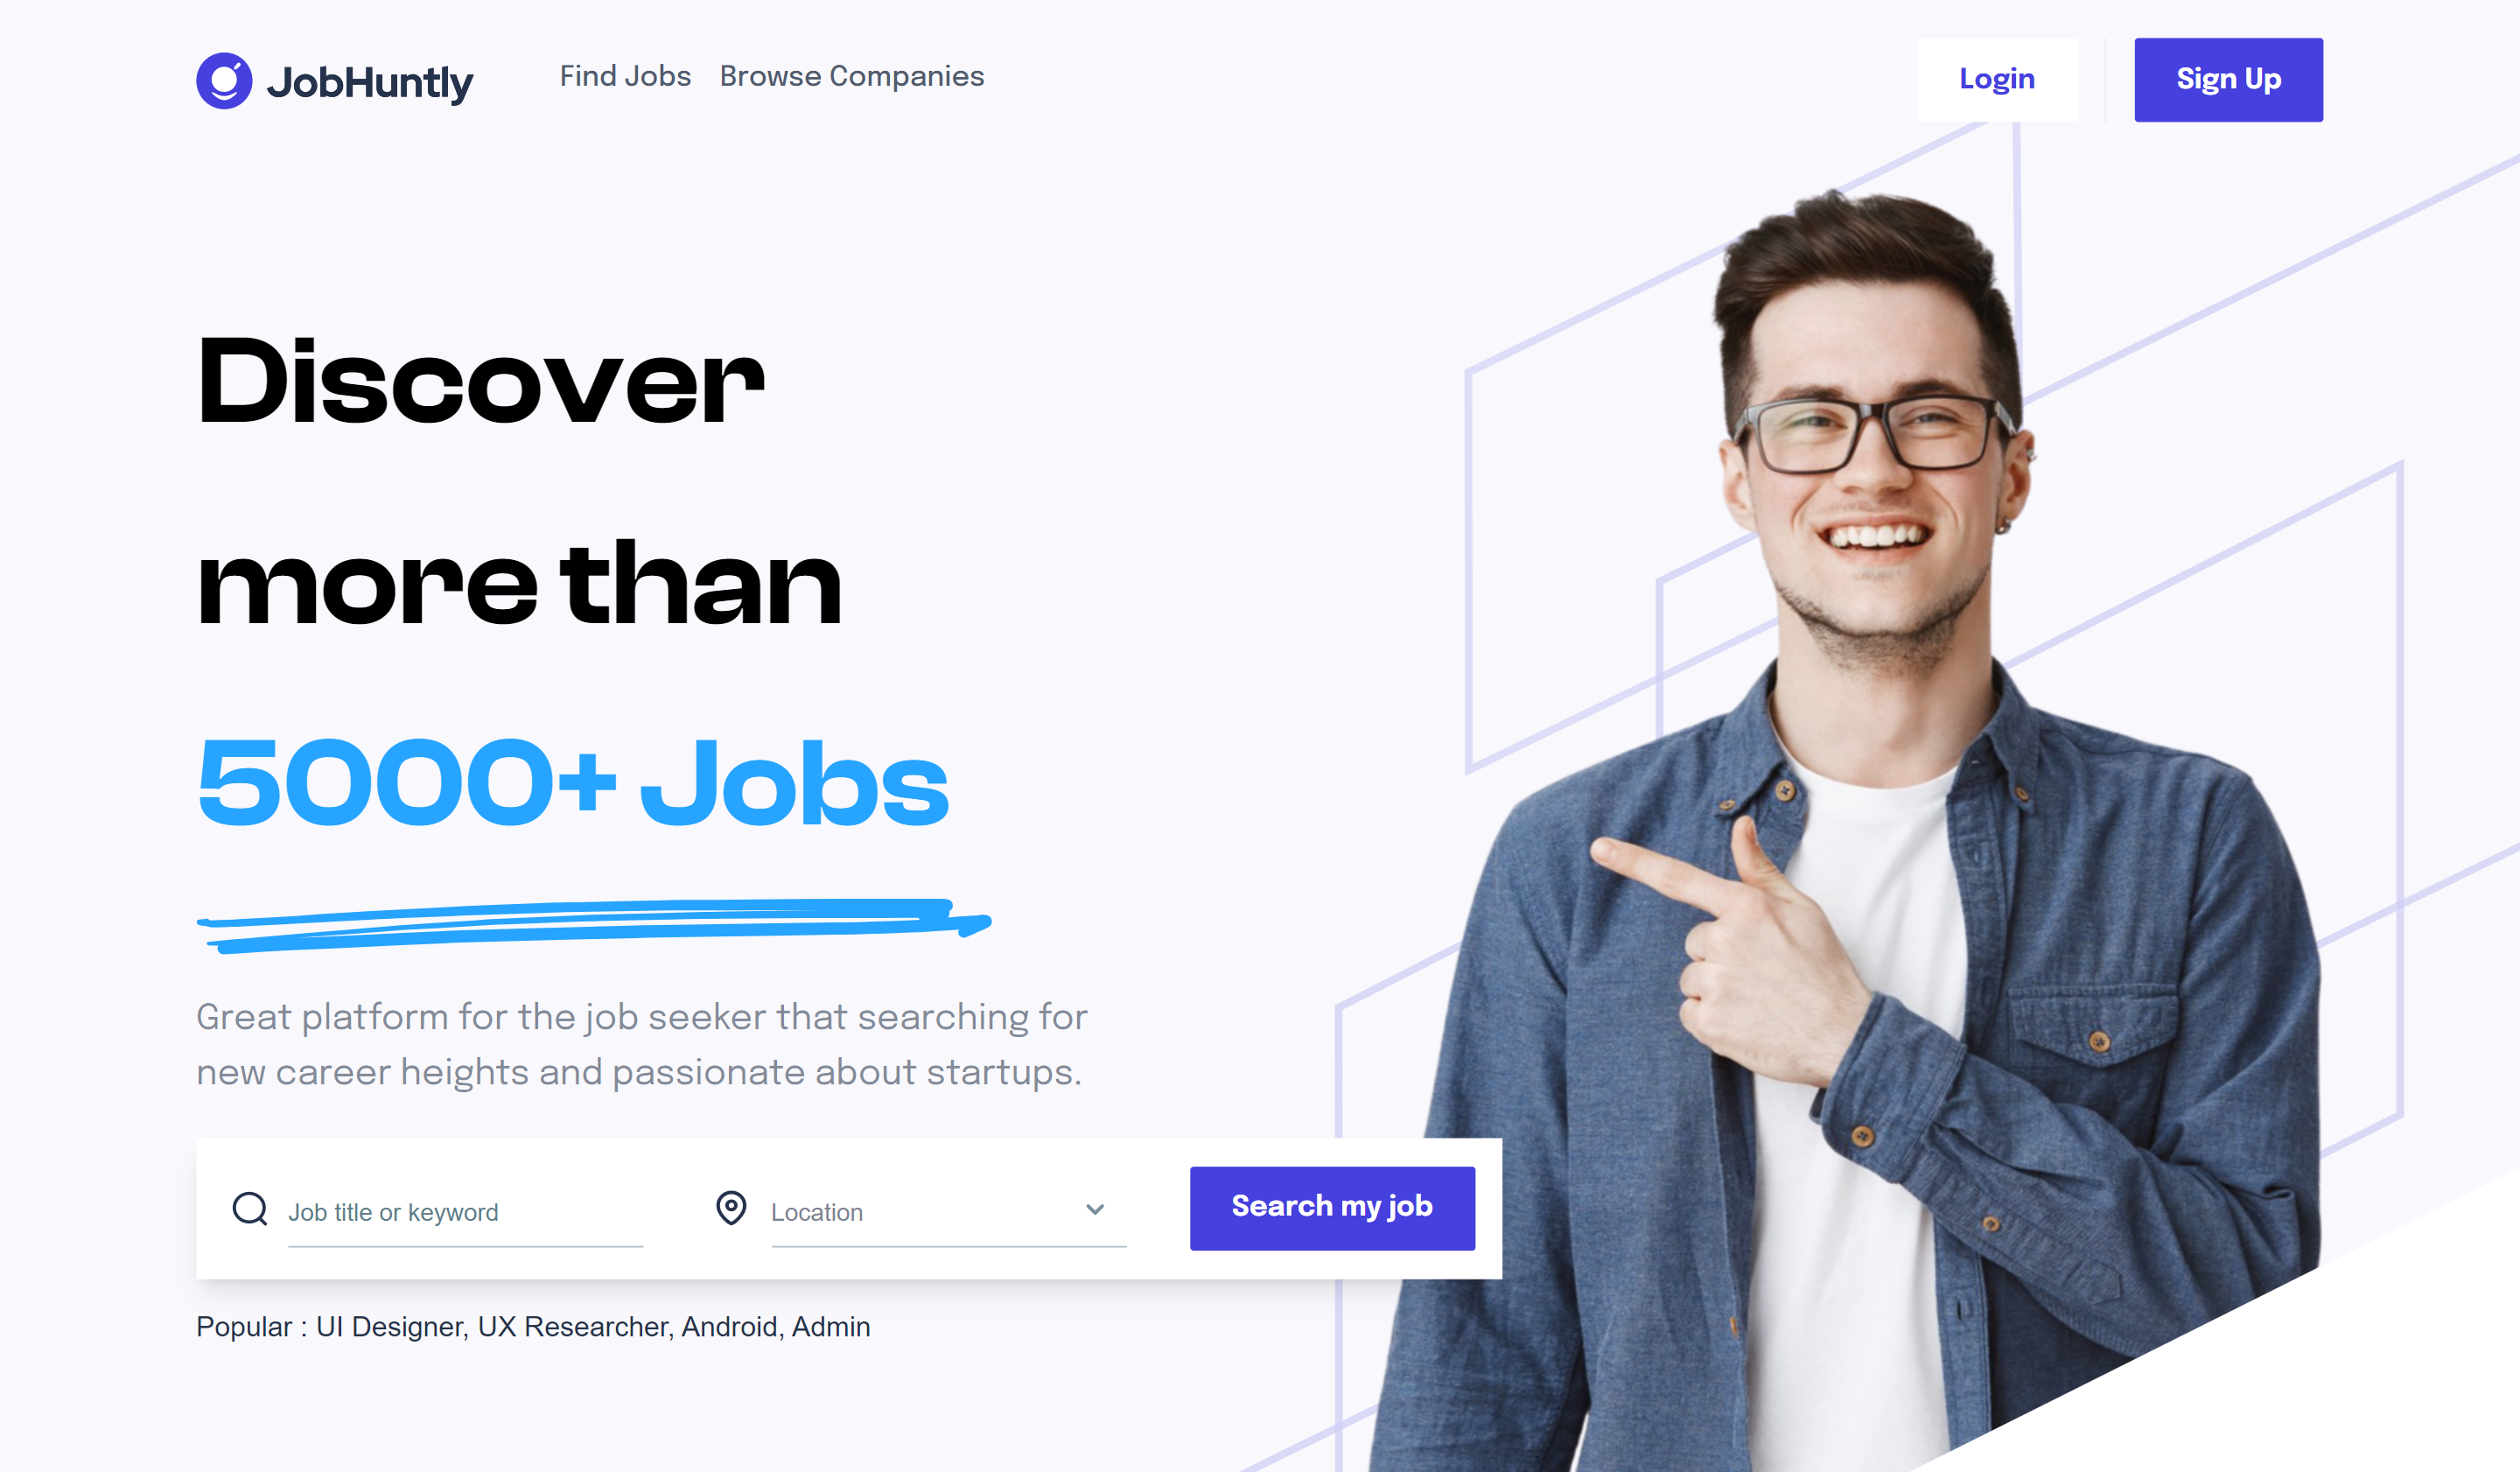 JobHuntly
Find Jobs
Browse Companies
Login
Sign Up
Discover
more than
5000+ Jobs
Great platform for the job seeker that searching for
new career heights and passionate about startups.
Job title or keyword
Location
Search my job
Popular : UI Designer, UX Researcher, Android, Admin